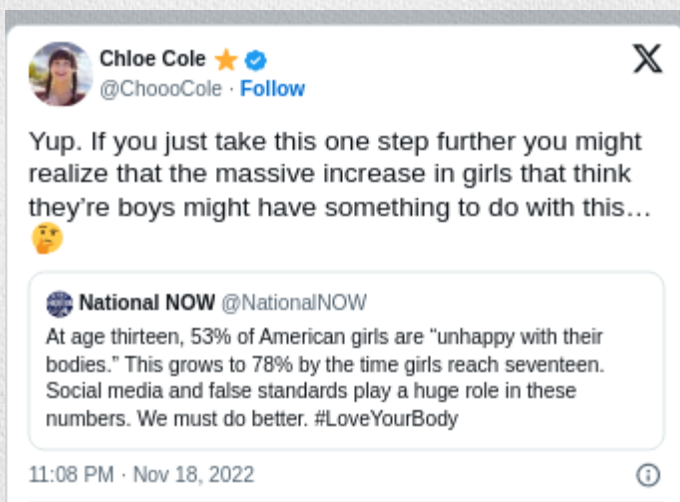 Chloe Cole ⭐
@ChoooCole · Follow
Yup. If you just take this one step further you might
realize that the massive increase in girls that think
they’re boys might have something to do with this…
🤔
National NOW @NationalNOW
At age thirteen, 53% of American girls are “unhappy with their
bodies.” This grows to 78% by the time girls reach seventeen.
Social media and false standards play a huge role in these
numbers. We must do better. #LoveYourBody
11:08 PM · Nov 18, 2022